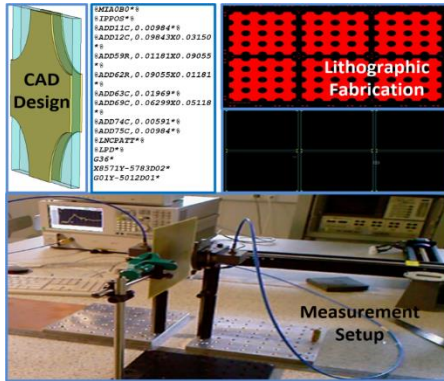 CAD
Design
%MIA0B0*%
%IPPOS*%
%ADD11C,0.00984*%
%ADD12C,0.09843X0.03150
*%
%ADD59R,0.01181X0.09055
*%
%ADD62R,0.09055X0.01181
*%
%ADD63C,0.01969*%
%ADD69C,0.06299X0.05118
*%
%ADD74C,0.00591*%
%ADD75C,0.00984*%
%LNCPATT*%
%LPD*%
G36*
X8571Y-5783D02*
G01Y-5012D01*
Lithographic
Fabrication
Measurement
Setup